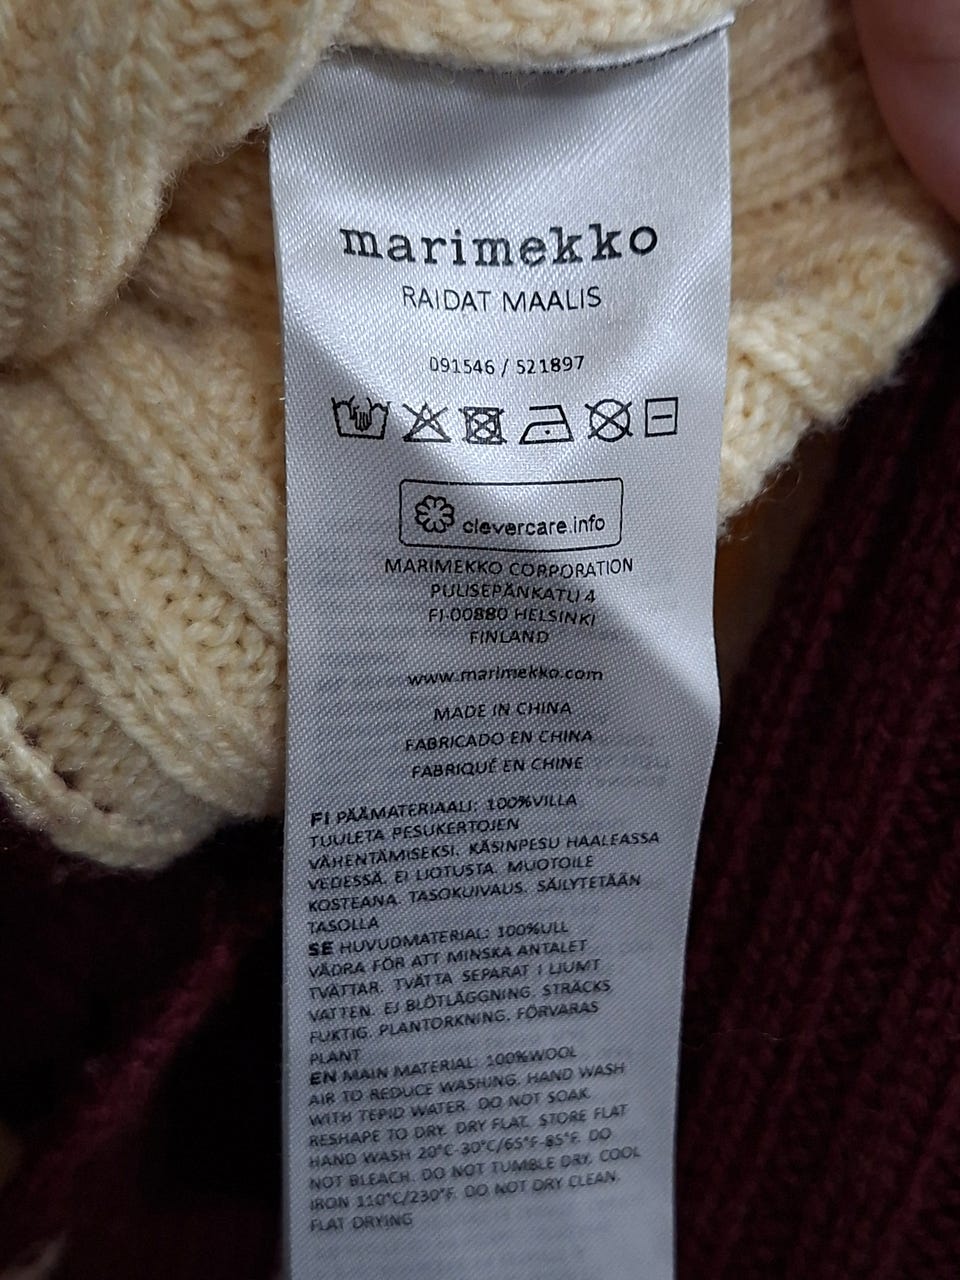 marimekko
RAIDAT MAALIS
091546 / 521897
clevercare.info
MARIMEKKO CORPORATION
PUUSEPÄNKATU 4
FI-00880 HELSINKI
FINLAND
www.marimekko.com
MADE IN CHINA
FABRICADO EN CHINA
FABRIQUÉ EN CHINE
FI PÄÄMATERIAALI: 100%VILLA
TUULETA PESUKERTOJEN
VÄHENTÄMISEKSI. KÄSINPESU HAALEASSA
VEDESSÄ. EI LIOTUSTA. MUOTOILE
KOSTEANA. TASOKUIVAUS. SÄILYTETÄÄN
TASOLLA
SE HUVUDMATERIAL: 100%ULL
VÄDRA FÖR ATT MINSKA ANTALET
TVÄTTAR. TVÄTTA SEPARAT I LJUMT
VATTEN. EJ BLÖTLÄGGNING. STRÄCKS
FUKTIG. PLANTORKNING. FÖRVARAS
PLANT
EN MAIN MATERIAL: 100%WOOL
AIR TO REDUCE WASHING. HAND WASH
WITH TEPID WATER. DO NOT SOAK.
RESHAPE TO DRY. DRY FLAT. STORE FLAT
HAND WASH 20°C-30°C/65°F-85°F. DO
NOT BLEACH. DO NOT TUMBLE DRY. COOL
IRON 110°C/230°F. DO NOT DRY CLEAN.
FLAT DRYING